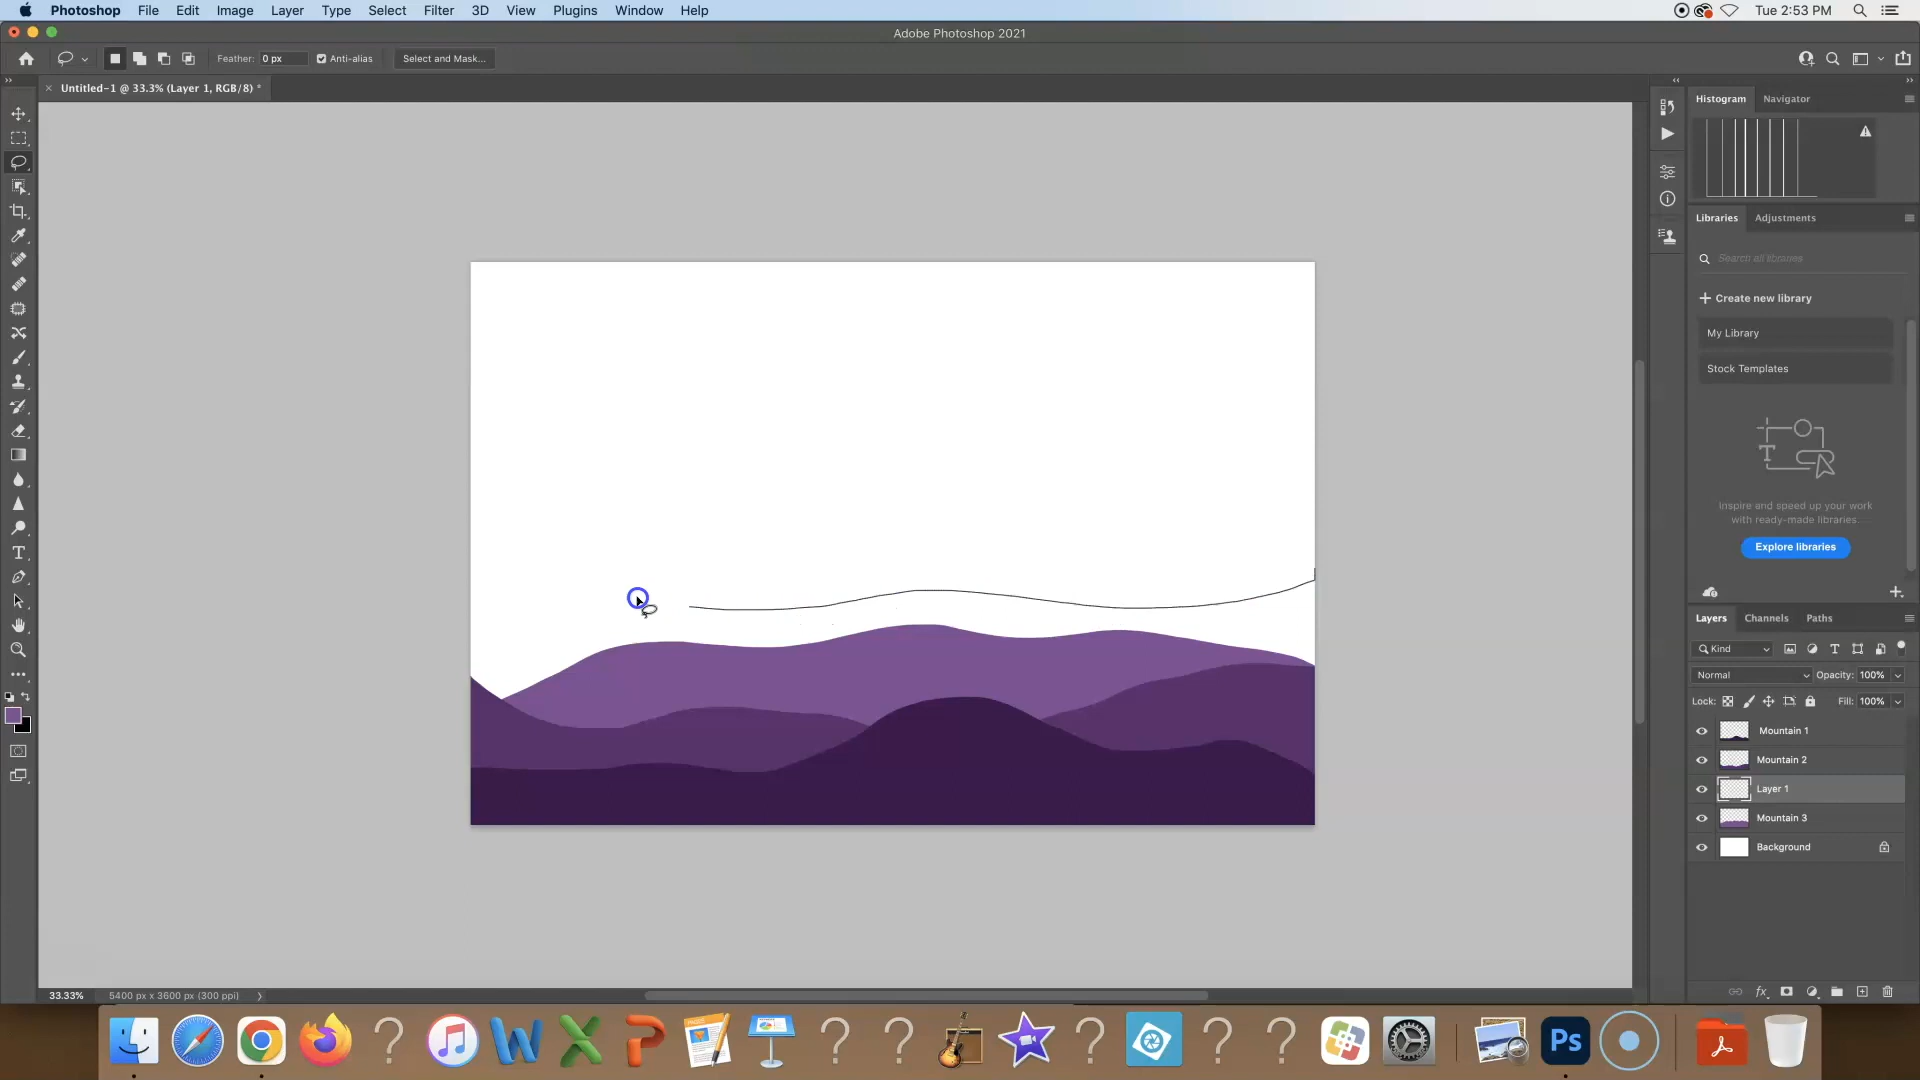 Photoshop File Edit Image Layer Type Select Filter 3D View Plugins Window Help Tue 2:53 PM
Adobe Photoshop 2021
Feather: 0 px Anti-alias Select and Mask...
Untitled-1 @ 33.3% (Layer 1, RGB/8) *
Histogram Navigator
Libraries Adjustments
Search all libraries
Create new library
My Library
Stock Templates
Inspire and speed up your work
with ready-made libraries.
Explore libraries
Layers Channels Paths
Kind
Normal Opacity: 100%
Lock: Fill: 100%
Mountain 1
Mountain 2
Layer 1
Mountain 3
Background
33.33% 5400 px x 3600 px (300 ppi)